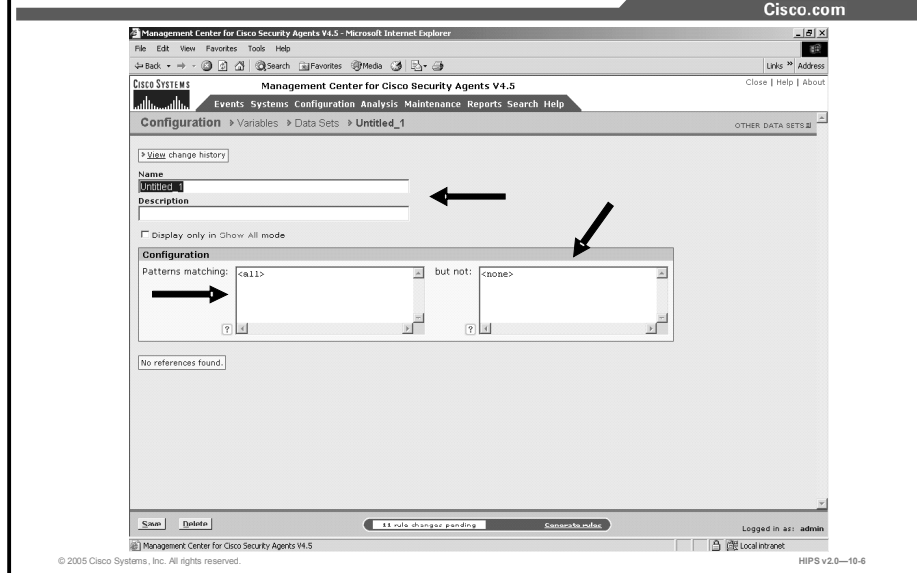 Cisco.com
Management Center for Cisco Security Agents V4.5 - Microsoft Internet Explorer
File Edit View Favorites Tools Help
Back Search Favorites Media Links » Address
CISCO SYSTEMS
Management Center for Cisco Security Agents V4.5
Close | Help | About
Events Systems Configuration Analysis Maintenance Reports Search Help
Configuration Variables Data Sets Untitled_1
OTHER DATA SETS
View change history
Name
Untitled_1
Description
Display only in Show All mode
Configuration
Patterns matching: <all> but not: <none>
? ?
No references found.
Save Delete 11 rule changes pending Generate rules
Logged in as: admin
Management Center for Cisco Security Agents V4.5 Local intranet
© 2005 Cisco Systems, Inc. All rights reserved. HIPS v2.0—10-6